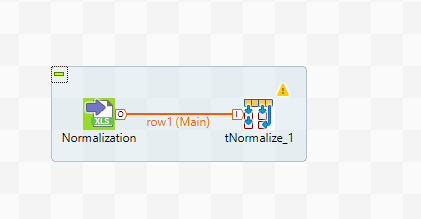 XLS
O
row1 (Main)
I
Normalization
tNormalize_1